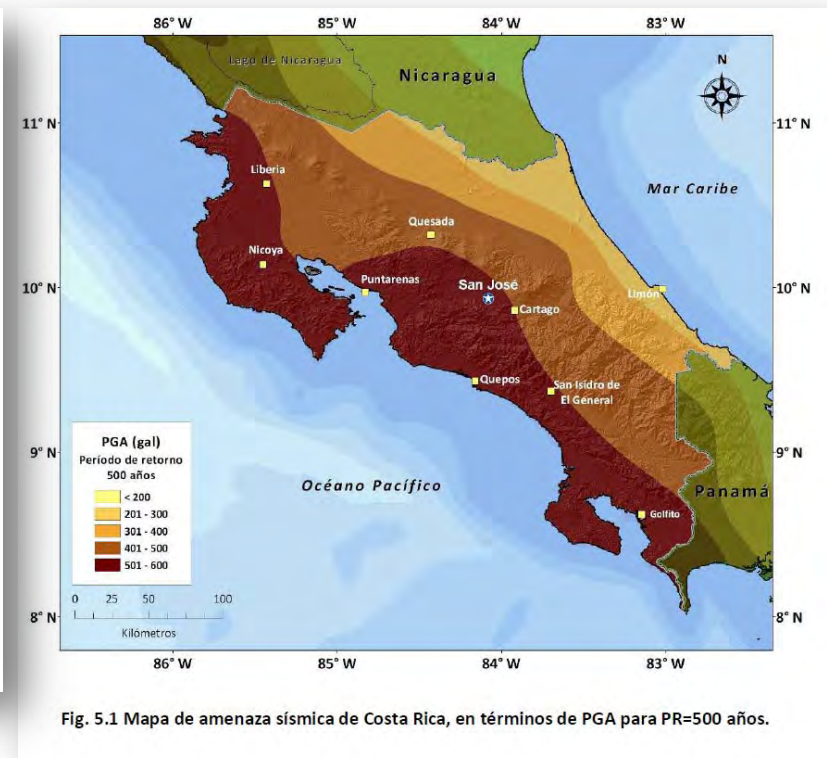 86° W 85° W 84° W 83° W
Lago de Nicaragua
Nicaragua
N
11° N 11° N
Liberia
Mar Caribe
Quesada
Nicoya
Puntarenas
10° N 10° N
San José
Limón
Cartago
Quepos
San Isidro de
El General
PGA (gal)
Período de retorno
500 años
< 200
201 - 300
301 - 400
401 - 500
501 - 600
9° N 9° N
Océano Pacífico
Panamá
Golfito
0 25 50 100
Kilómetros
8° N 8° N
86° W 85° W 84° W 83° W
Fig. 5.1 Mapa de amenaza sísmica de Costa Rica, en términos de PGA para PR=500 años.